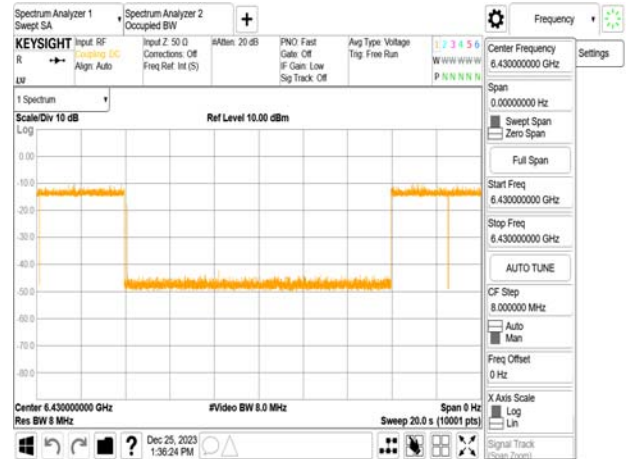 Spectrum Analyzer 1
Swept SA
Spectrum Analyzer 2
Occupied BW
+
Frequency
KEYSIGHT
R
LXI
Input: RF
Coupling: DC
Align: Auto
Input Z: 50 Ω
Corrections: Off
Freq Ref: Int (S)
#Atten: 20 dB
PNO: Fast
Gate: Off
IF Gain: Low
Sig Track: Off
Avg Type: Voltage
Trig: Free Run
1 2 3 4 5 6
W W W W W W
P N N N N N
1 Spectrum
Scale/Div 10 dB
Ref Level 10.00 dBm
Log
0.00
-10.0
-20.0
-30.0
-40.0
-50.0
-60.0
-70.0
-80.0
Center 6.430000000 GHz
#Video BW 8.0 MHz
Span 0 Hz
Res BW 8 MHz
Sweep 20.0 s (10001 pts)
?
Dec 25, 2023
1:36:24 PM
Center Frequency
6.430000000 GHz
Settings
Span
0.00000000 Hz
Swept Span
Zero Span
Full Span
Start Freq
6.430000000 GHz
Stop Freq
6.430000000 GHz
AUTO TUNE
CF Step
8.000000 MHz
Auto
Man
Freq Offset
0 Hz
X Axis Scale
Log
Lin
Signal Track
(Span Zoom)